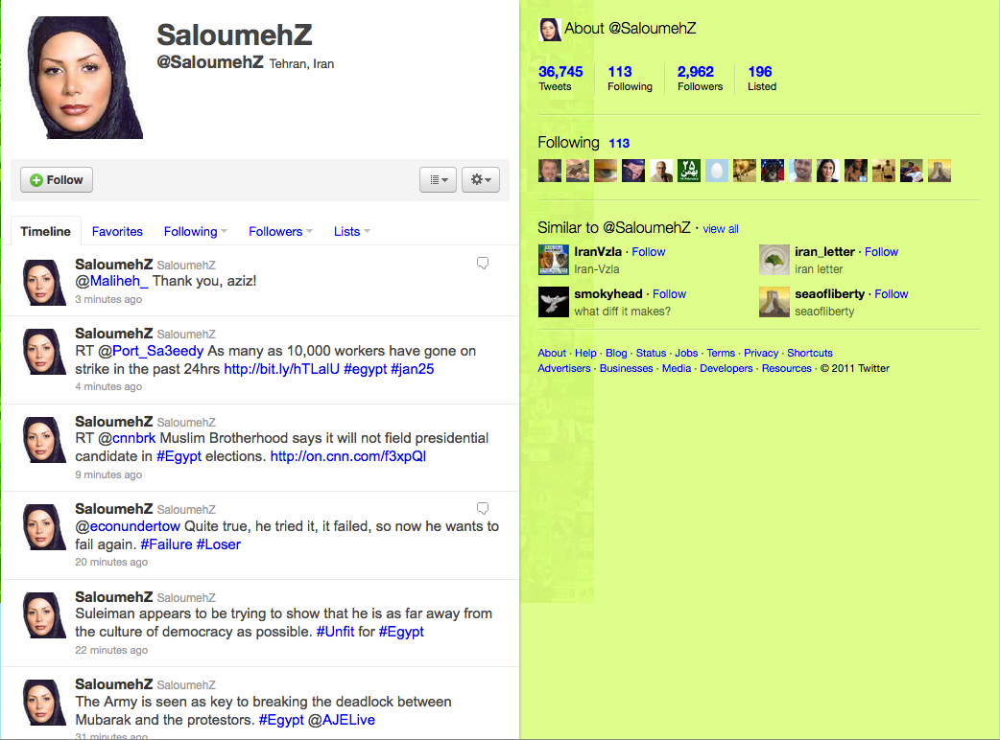 SaloumehZ
@SaloumehZ Tehran, Iran
Follow
Timeline Favorites Following Followers Lists
SaloumehZ SaloumehZ
@Maliheh_ Thank you, aziz!
3 minutes ago
SaloumehZ SaloumehZ
RT @Port_Sa3eedy As many as 10,000 workers have gone on
strike in the past 24hrs http://bit.ly/hTLalU #egypt #jan25
4 minutes ago
SaloumehZ SaloumehZ
RT @cnnbrk Muslim Brotherhood says it will not field presidential
candidate in #Egypt elections. http://on.cnn.com/f3xpQl
9 minutes ago
SaloumehZ SaloumehZ
@econundertow Quite true, he tried it, it failed, so now he wants to
fail again. #Failure #Loser
20 minutes ago
SaloumehZ SaloumehZ
Suleiman appears to be trying to show that he is as far away from
the culture of democracy as possible. #Unfit for #Egypt
22 minutes ago
SaloumehZ SaloumehZ
The Army is seen as key to breaking the deadlock between
Mubarak and the protestors. #Egypt @AJELive
31 minutes ago
About @SaloumehZ
36,745 113 2,962 196
Tweets Following Followers Listed
Following 113
۲۵
بهمن
Similar to @SaloumehZ · view all
IranVzla · Follow iran_letter · Follow
Iran-Vzla iran letter
smokyhead · Follow seaofliberty · Follow
what diff it makes? seaofliberty
About · Help · Blog · Status · Jobs · Terms · Privacy · Shortcuts
Advertisers · Businesses · Media · Developers · Resources · © 2011 Twitter